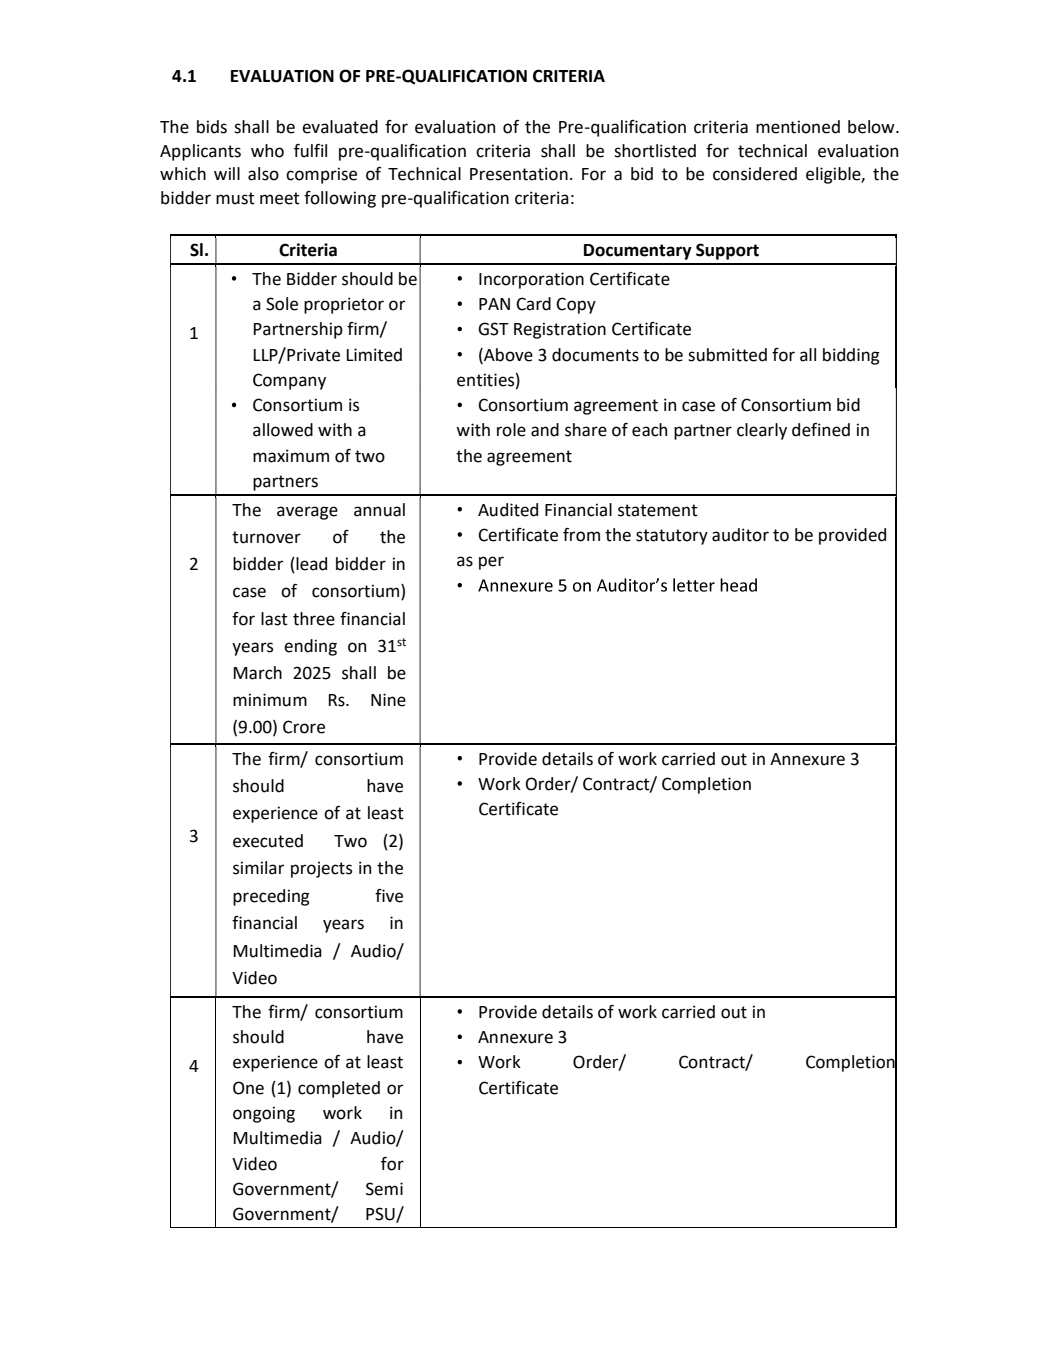 4.1 EVALUATION OF PRE-QUALIFICATION CRITERIA
The bids shall be evaluated for evaluation of the Pre-qualification criteria mentioned below.
Applicants who fulfil pre-qualification criteria shall be shortlisted for technical evaluation
which will also comprise of Technical Presentation. For a bid to be considered eligible, the
bidder must meet following pre-qualification criteria:
Sl. Criteria Documentary Support
1
• The Bidder should be
a Sole proprietor or
Partnership firm/
LLP/Private Limited
Company
• Consortium is
allowed with a
maximum of two
partners
• Incorporation Certificate
• PAN Card Copy
• GST Registration Certificate
• (Above 3 documents to be submitted for all bidding
entities)
• Consortium agreement in case of Consortium bid
with role and share of each partner clearly defined in
the agreement
2
The average annual
turnover of the
bidder (lead bidder in
case of consortium)
for last three financial
years ending on 31st
March 2025 shall be
minimum Rs. Nine
(9.00) Crore
• Audited Financial statement
• Certificate from the statutory auditor to be provided
as per
• Annexure 5 on Auditor’s letter head
3
The firm/ consortium
should have
experience of at least
executed Two (2)
similar projects in the
preceding five
financial years in
Multimedia / Audio/
Video
• Provide details of work carried out in Annexure 3
• Work Order/ Contract/ Completion
Certificate
4
The firm/ consortium
should have
experience of at least
One (1) completed or
ongoing work in
Multimedia / Audio/
Video for
Government/ Semi
Government/ PSU/
• Provide details of work carried out in
• Annexure 3
• Work Order/ Contract/ Completion
Certificate